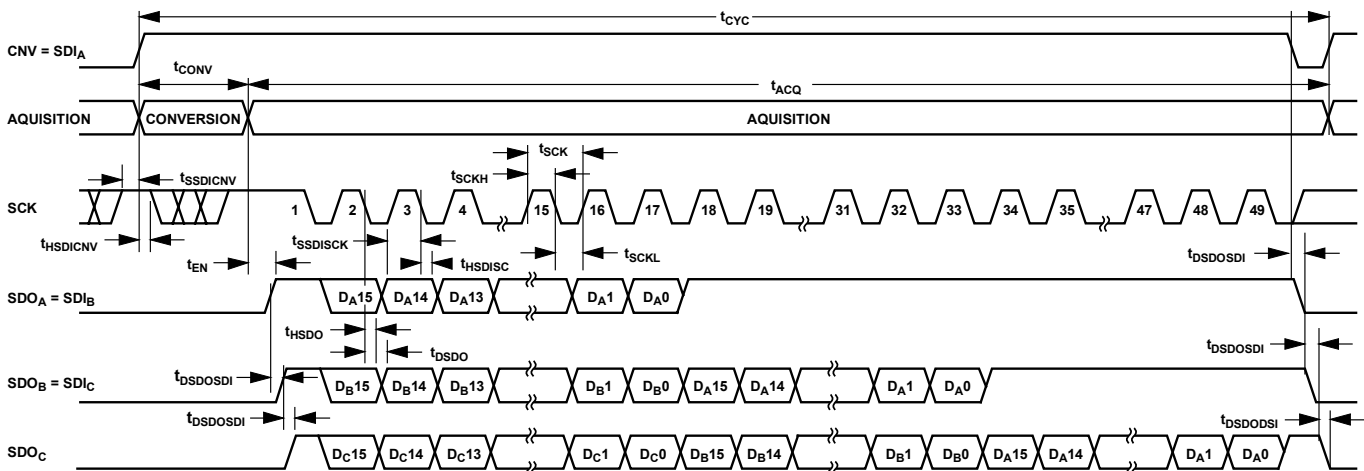 tCYC
CNV = SDIA
tCONV
tACQ
AQUISITION
CONVERSION
AQUISITION
tSCK
tSSDICNV
tSCKH
SCK
1 2 3 4 15 16 17 18 19 31 32 33 34 35 47 48 49
tHSDICNV
tSSDISCK
tEN
tHSDISC
tSCKL
tDSDOSDI
SDOA = SDIB
DA15 DA14 DA13 DA1 DA0
tHSDO
tDSDO
tDSDOSDI
tDSDOSDI
SDOB = SDIC
DB15 DB14 DB13 DB1 DB0 DA15 DA14 DA1 DA0
tDSDOSDI
tDSDODSI
SDOC
DC15 DC14 DC13 DC1 DC0 DB15 DB14 DB1 DB0 DA15 DA14 DA1 DA0